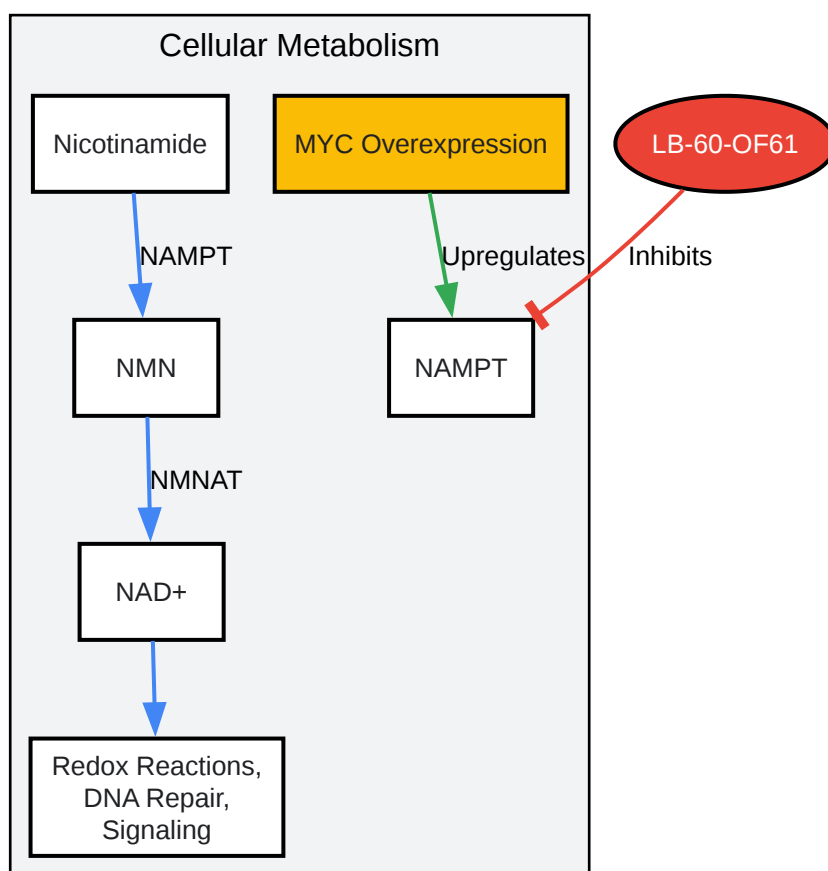 Cellular Metabolism
Nicotinamide
MYC Overexpression
LB-60-OF61
NAMPT
Upregulates
Inhibits
NMN
NAMPT
NMNAT
NAD+
Redox Reactions,
DNA Repair,
Signaling